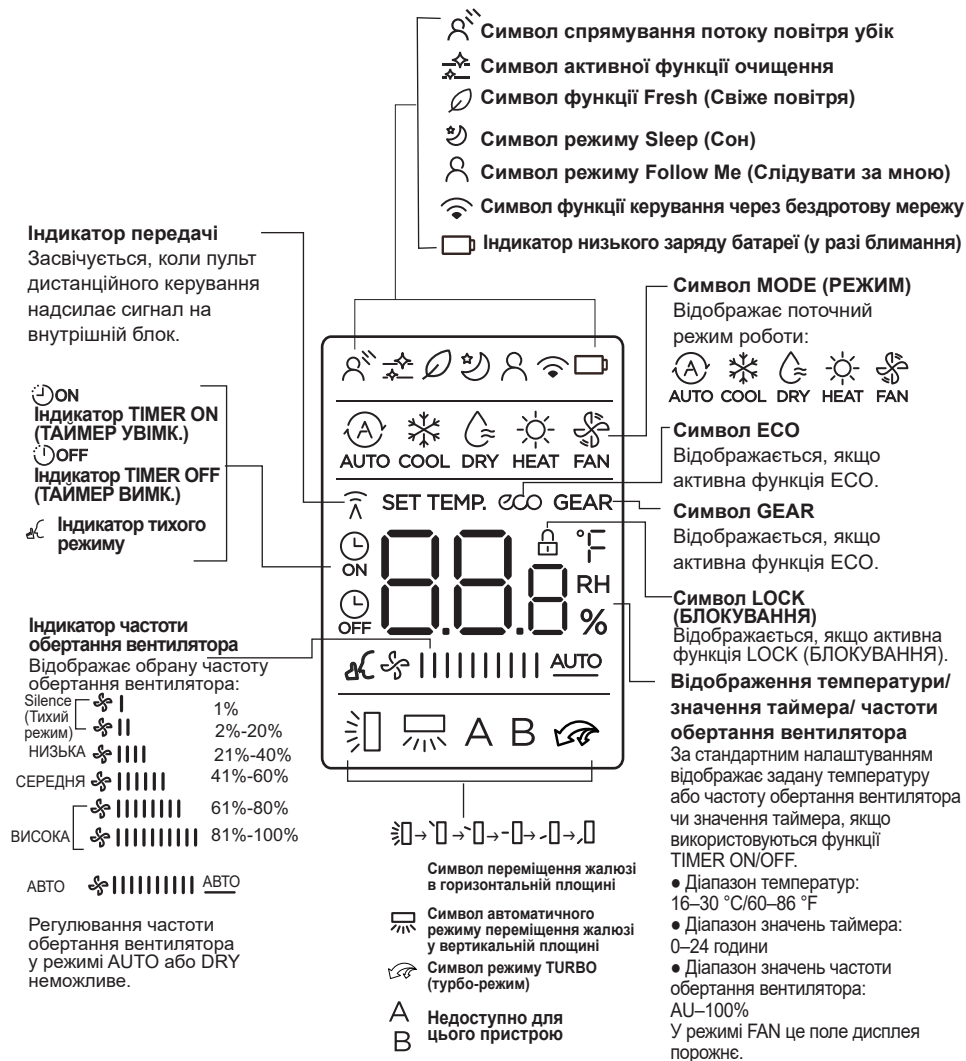 Символ спрямування потоку повітря убік
Символ активної функції очищення
Символ функції Fresh (Свіже повітря)
Символ режиму Sleep (Сон)
Символ режиму Follow Me (Слідувати за мною)
Символ функції керування через бездротову мережу
Індикатор низького заряду батареї (у разі блимання)
Індикатор передачі
Засвічується, коли пульт
дистанційного керування
надсилає сигнал на
внутрішній блок.
ON
Індикатор TIMER ON
(ТАЙМЕР УВІМК.)
OFF
Індикатор TIMER OFF
(ТАЙМЕР ВИМК.)
Індикатор тихого
режиму
Індикатор частоти
обертання вентилятора
Відображає обрану частоту
обертання вентилятора:
Silence
(Тихий
режим)
1%
2%-20%
НИЗЬКА 21%-40%
СЕРЕДНЯ 41%-60%
61%-80%
ВИСОКА 81%-100%
АВТО АВТО
Регулювання частоти
обертання вентилятора
у режимі AUTO або DRY
неможливе.
AUTO COOL DRY HEAT FAN
SET TEMP. eco GEAR
ON
°F
RH
OFF
88.8
%
AUTO
A B
Символ переміщення жалюзі
в горизонтальній площині
Символ автоматичного
режиму переміщення жалюзі
у вертикальній площині
Символ режиму TURBO
(турбо-режим)
A
B
Недоступно для
цього пристрою
Символ MODE (РЕЖИМ)
Відображає поточний
режим роботи:
A
AUTO COOL DRY HEAT FAN
Символ ECO
Відображається, якщо
активна функція ECO.
Символ GEAR
Відображається, якщо
активна функція ECO.
Символ LOCK
(БЛОКУВАННЯ)
Відображається, якщо активна
функція LOCK (БЛОКУВАННЯ).
Відображення температури/
значення таймера/ частоти
обертання вентилятора
За стандартним налаштуванням
відображає задану температуру
або частоту обертання вентилятора
чи значення таймера, якщо
використовуються функції
TIMER ON/OFF.
● Діапазон температур:
16–30 °C/60–86 °F
● Діапазон значень таймера:
0–24 години
● Діапазон значень частоти
обертання вентилятора:
AU–100%
У режимі FAN це поле дисплея
порожнє.